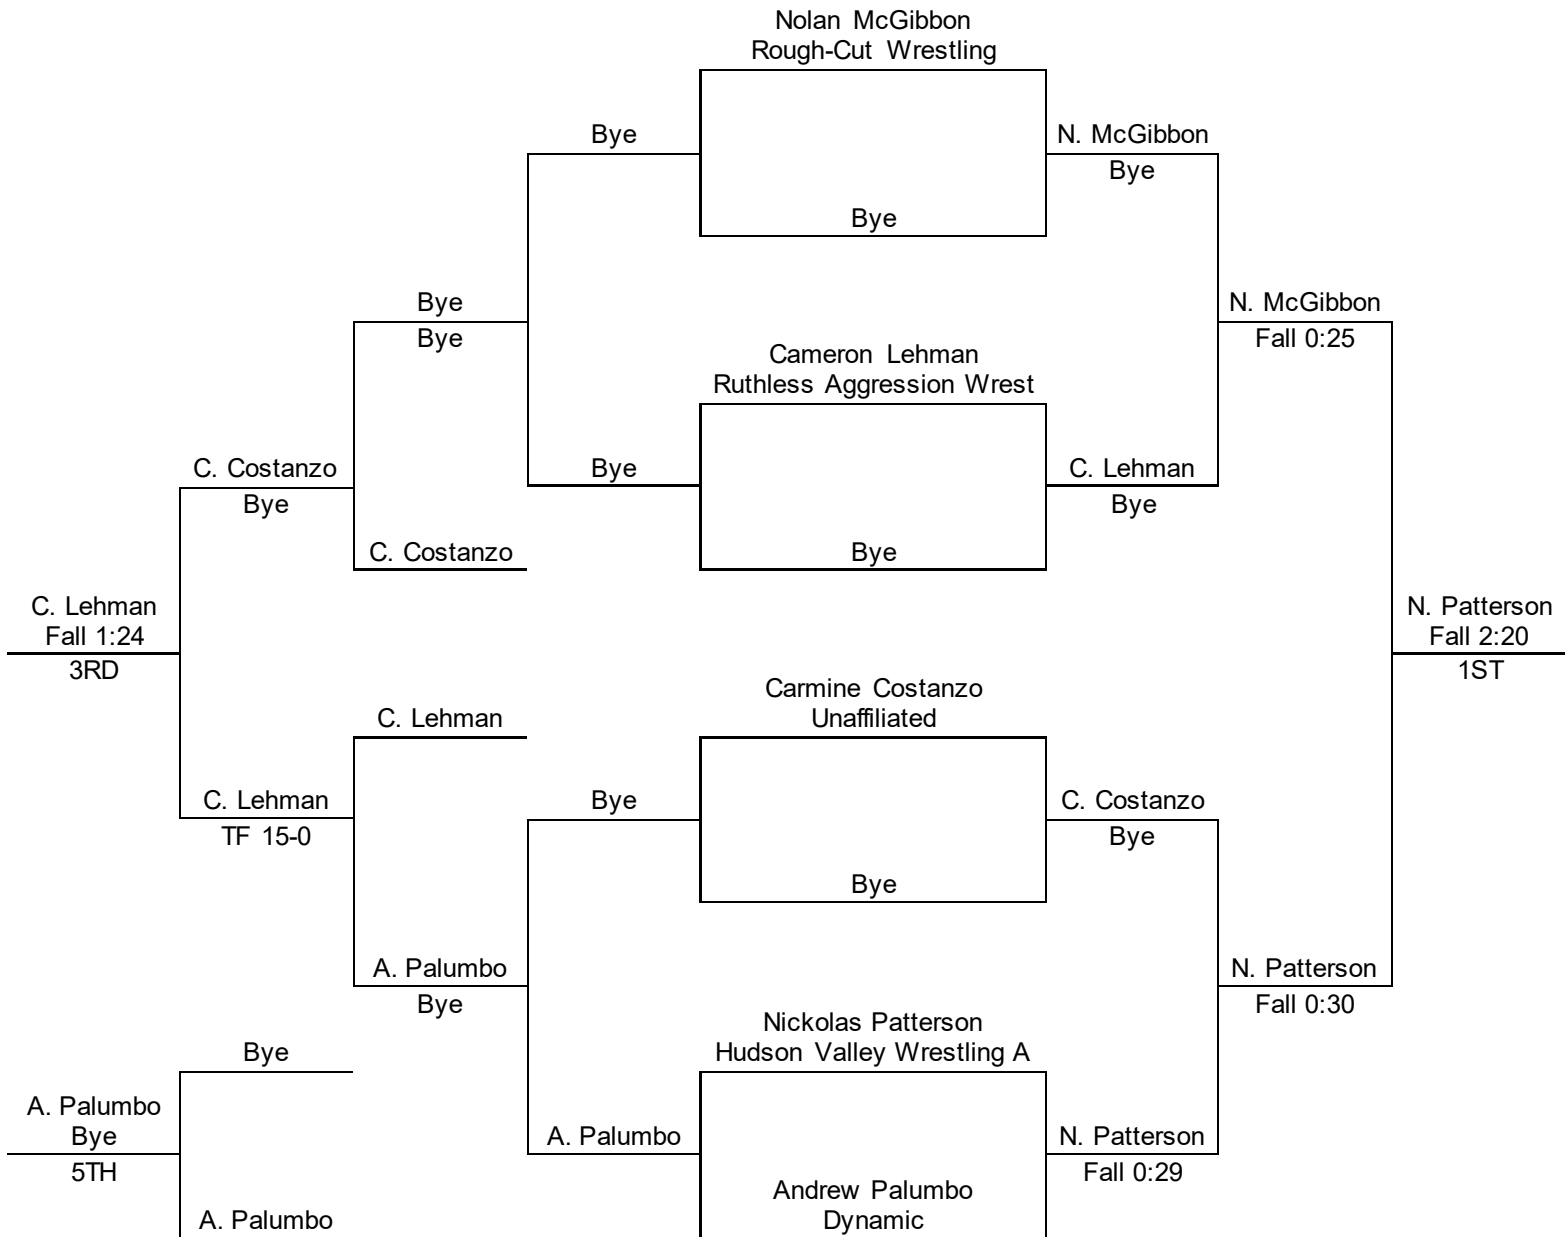 Nolan McGibbon
Rough-Cut Wrestling
Bye
N. McGibbon
Bye
Bye
Bye
N. McGibbon
Bye
Fall 0:25
Cameron Lehman
Ruthless Aggression Wrest
C. Costanzo
Bye
C. Lehman
Bye
Bye
C. Costanzo
Bye
C. Lehman
Fall 1:24
3RD
N. Patterson
Fall 2:20
1ST
Carmine Costanzo
Unaffiliated
C. Lehman
C. Lehman
TF 15-0
Bye
C. Costanzo
Bye
Bye
A. Palumbo
Bye
N. Patterson
Fall 0:30
Nickolas Patterson
Hudson Valley Wrestling A
Bye
A. Palumbo
Bye
5TH
A. Palumbo
N. Patterson
Fall 0:29
Andrew Palumbo
Dynamic
A. Palumbo